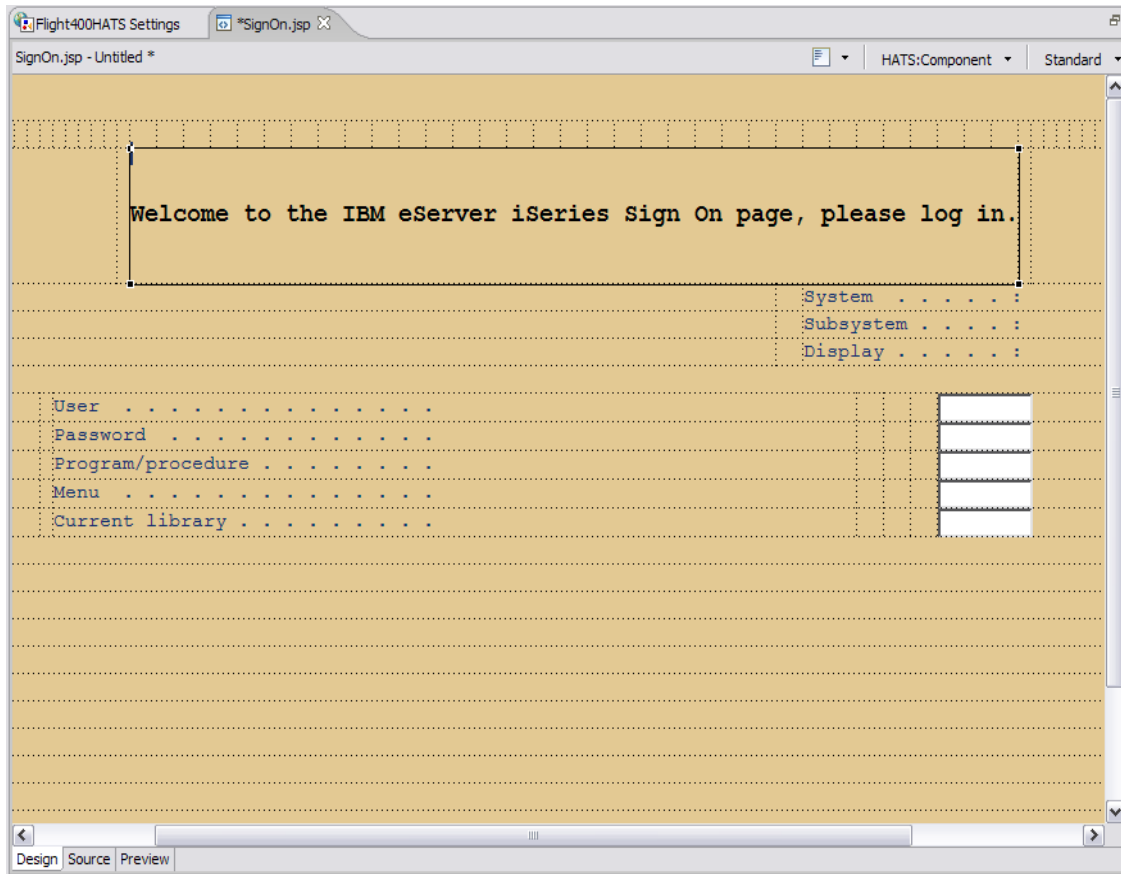 Flight400HATS Settings *SignOn.jsp
SignOn.jsp - Untitled * HATS:Component Standard
Welcome to the IBM eServer iSeries Sign On page, please log in.
System . . . . . :
Subsystem . . . . :
Display . . . . . :
User . . . . . . . . . . . . . .
Password . . . . . . . . . . . .
Program/procedure . . . . . . . .
Menu . . . . . . . . . . . . . .
Current library . . . . . . . . .
Design Source Preview